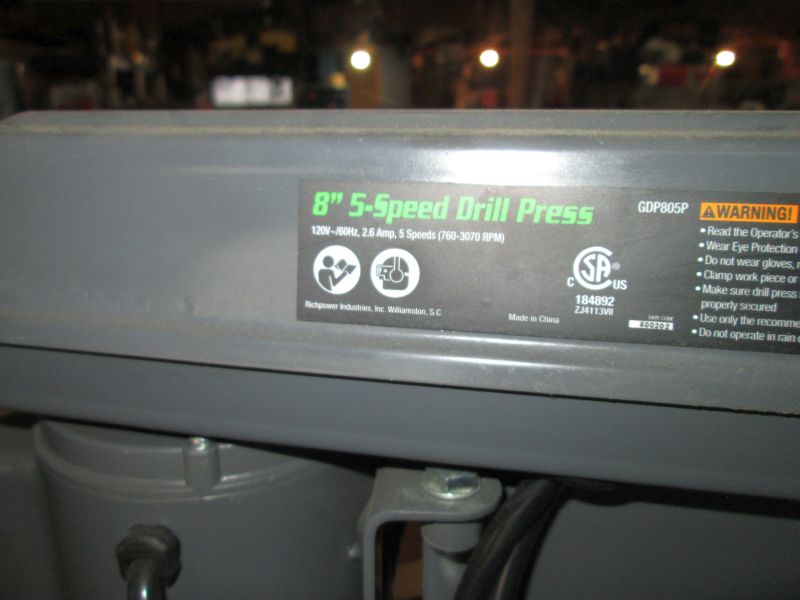 8" 5-Speed Drill Press
120V~/60Hz, 2.6 Amp, 5 Speeds (760-3070 RPM)
Richpower Industries, Inc. Williamston, S.C
Made in China
GDP805P
C SA ® US
184892
ZJ4113VII
DATE CODE
600202
WARNING!
• Read the Operator's
• Wear Eye Protection
• Do not wear gloves,
• Clamp work piece or
• Make sure drill press
properly secured
• Use only the recomme
• Do not operate in rain